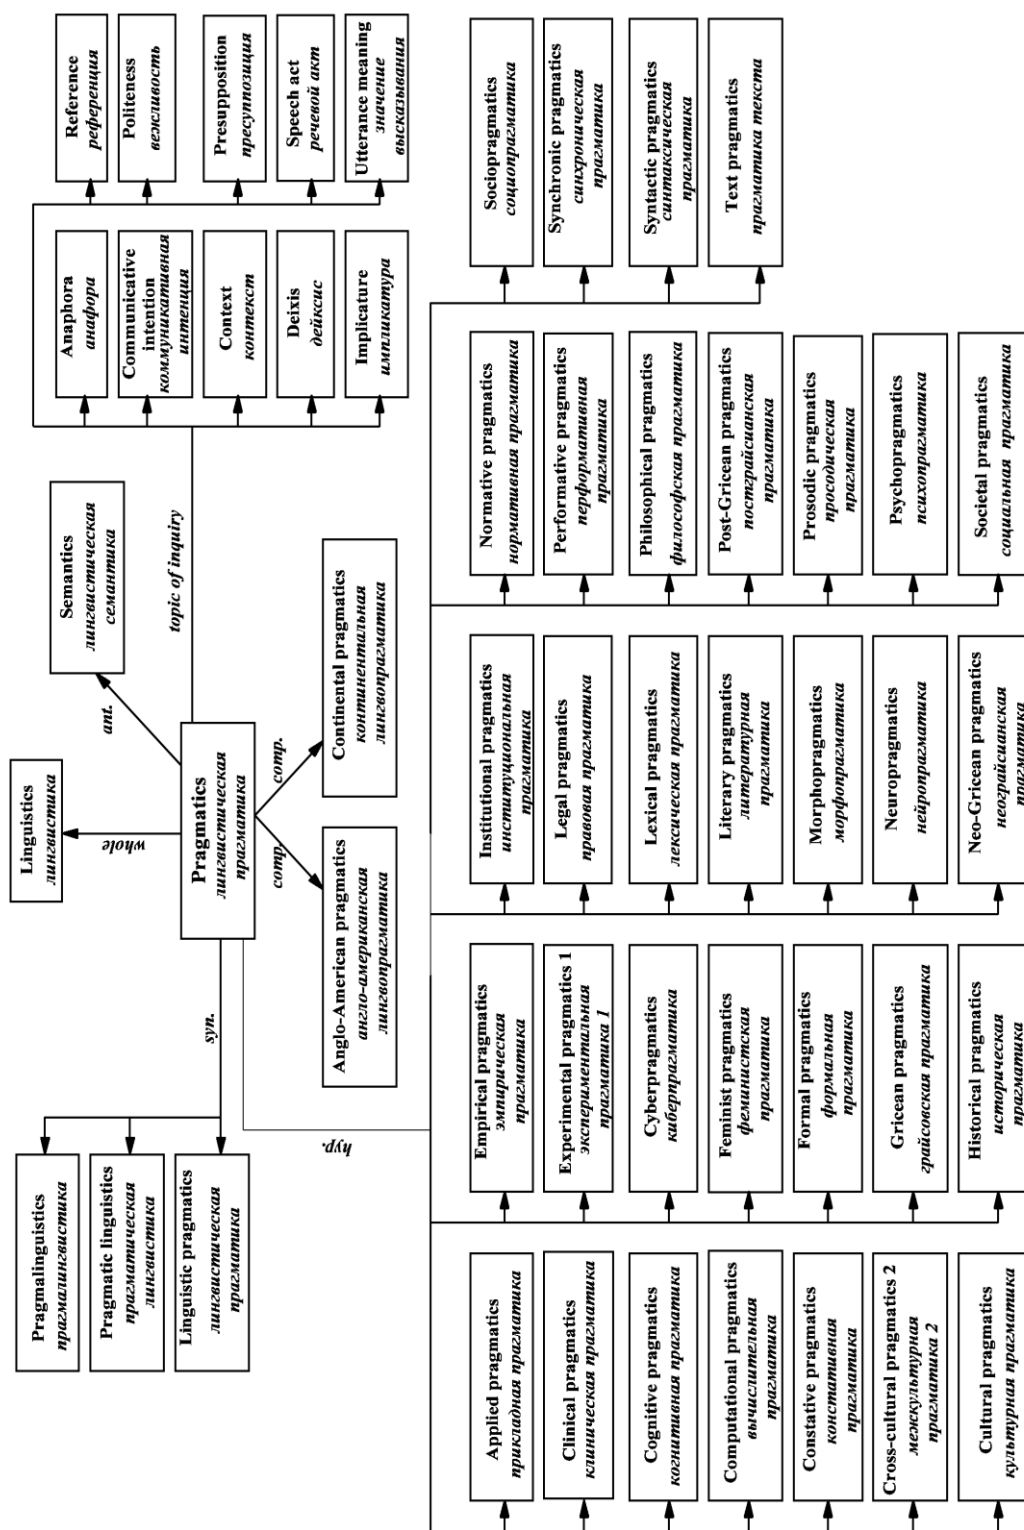 Pragmalinguistics
прагмалингвистика
Pragmatic linguistics
прагматическая
лингвистика
Linguistic pragmatics
лингвистическая
прагматика
syn.
hyp.
Linguistics
лингвистика
whole
Pragmatics
лингвистическая
прагматика
ant.
Semantics
лингвистическая
семантика
comp.
comp.
Anglo-American pragmatics
англо-американская
лингвопрагматика
Continental pragmatics
континентальная
лингвопрагматика
topic of inquiry
Anaphora
анафора
Communicative
intention
коммуникативная
интенция
Context
контекст
Deixis
дейксис
Implicature
импликатура
Reference
референция
Politeness
вежливость
Presupposition
пресуппозиция
Speech act
речевой акт
Utterance meaning
значение
высказывания
Applied pragmatics
прикладная прагматика
Clinical pragmatics
клиническая прагматика
Cognitive pragmatics
когнитивная прагматика
Computational pragmatics
вычислительная
прагматика
Constative pragmatics
констативная
прагматика
Cross-cultural pragmatics 2
межкультурная
прагматика 2
Cultural pragmatics
культурная прагматика
Empirical pragmatics
эмпирическая
прагматика
Experimental pragmatics 1
экспериментальная
прагматика 1
Cyberpragmatics
киберпрагматика
Feminist pragmatics
феминистская
прагматика
Formal pragmatics
формальная
прагматика
Gricean pragmatics
грайсовская прагматика
Historical pragmatics
историческая
прагматика
Institutional pragmatics
институциональная
прагматика
Legal pragmatics
правовая прагматика
Lexical pragmatics
лексическая прагматика
Literary pragmatics
литературная
прагматика
Morphopragmatics
морфопрагматика
Neuropragmatics
нейропрагматика
Neo-Gricean pragmatics
неограйсианская
прагматика
Normative pragmatics
нормативная прагматика
Performative pragmatics
перформативная
прагматика
Philosophical pragmatics
философская прагматика
Post-Gricean pragmatics
постграйсианская
прагматика
Prosodic pragmatics
просодическая
прагматика
Psychopragmatics
психопрагматика
Societal pragmatics
социальная прагматика
Sociopragmatics
социопрагматика
Synchronic pragmatics
синхроническая
прагматика
Syntactic pragmatics
синтаксическая
прагматика
Text pragmatics
прагматика текста